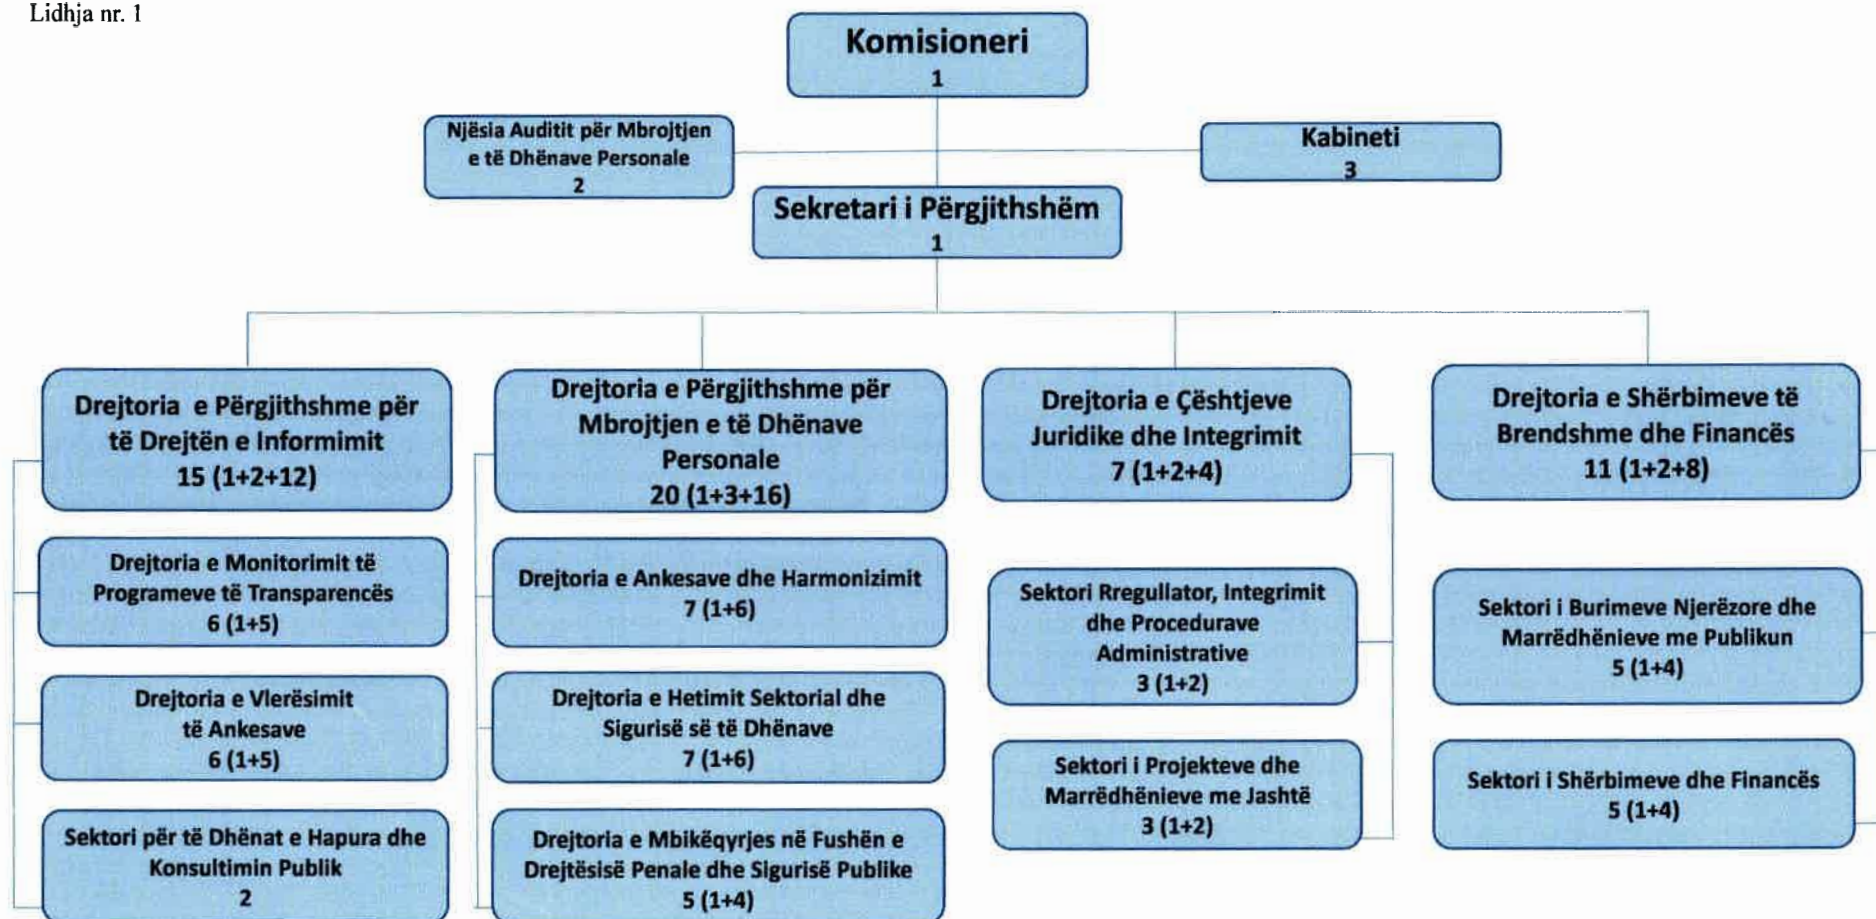 Lidhja nr. 1
Komisioneri
1
Njësia Auditit për Mbrojtjen
e të Dhënave Personale
2
Kabineti
3
Sekretari i Përgjithshëm
1
Drejtoria e Përgjithshme për
të Drejtën e Informimit
15 (1+2+12)
Drejtoria e Monitorimit të
Programeve të Transparencës
6 (1+5)
Drejtoria e Vlerësimit
të Ankesave
6 (1+5)
Sektori për të Dhënat e Hapura dhe
Konsultimin Publik
2
Drejtoria e Përgjithshme për
Mbrojtjen e të Dhënave
Personale
20 (1+3+16)
Drejtoria e Ankesave dhe Harmonizimit
7 (1+6)
Drejtoria e Hetimit Sektorial dhe
Sigurisë së të Dhënave
7 (1+6)
Drejtoria e Mbikëqyrjes në Fushën e
Drejtësisë Penale dhe Sigurisë Publike
5 (1+4)
Drejtoria e Çështjeve
Juridike dhe Integrimit
7 (1+2+4)
Sektori Rregullator, Integrimit
dhe Procedurave
Administrative
3 (1+2)
Sektori i Projekteve dhe
Marrëdhënieve me Jashtë
3 (1+2)
Drejtoria e Shërbimeve të
Brendshme dhe Financës
11 (1+2+8)
Sektori i Burimeve Njerëzore dhe
Marrëdhënieve me Publikun
5 (1+4)
Sektori i Shërbimeve dhe Financës
5 (1+4)